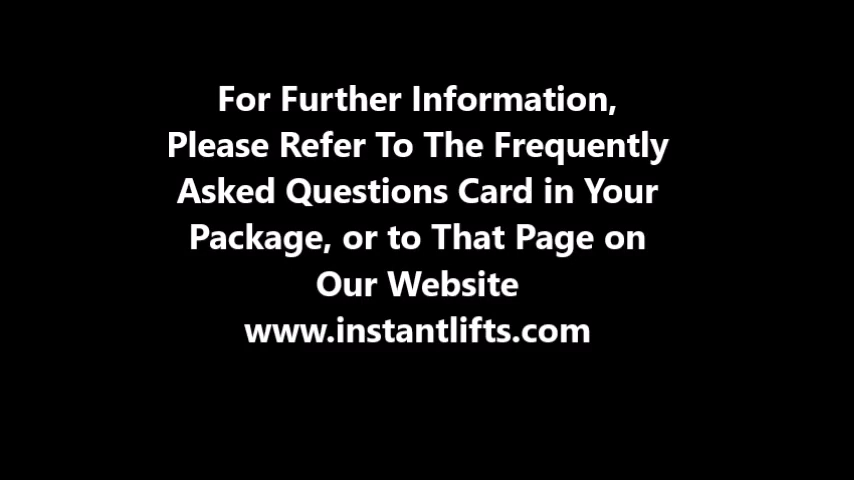 For Further Information,
Please Refer To The Frequently
Asked Questions Card in Your
Package, or to That Page on
Our Website
www.instantlifts.com